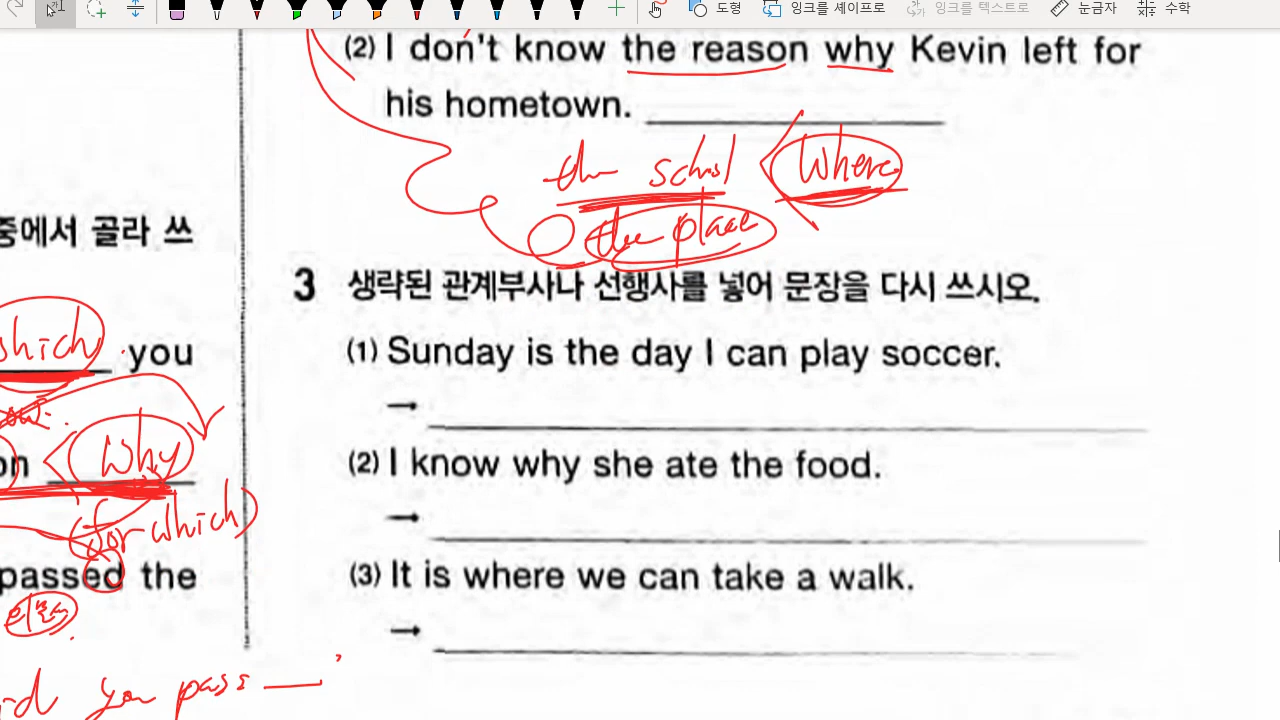 도형 잉크를 셰이프로 잉크를 텍스트로 눈금자 수학
(2) I don't know the reason why Kevin left for
his hometown.
the school where
the place
중에서 골라 쓰
which you
on why
(for which)
passed the
you pass
3 생략된 관계부사나 선행사를 넣어 문장을 다시 쓰시오.
(1) Sunday is the day I can play soccer.
→
(2) I know why she ate the food.
→
(3) It is where we can take a walk.
→